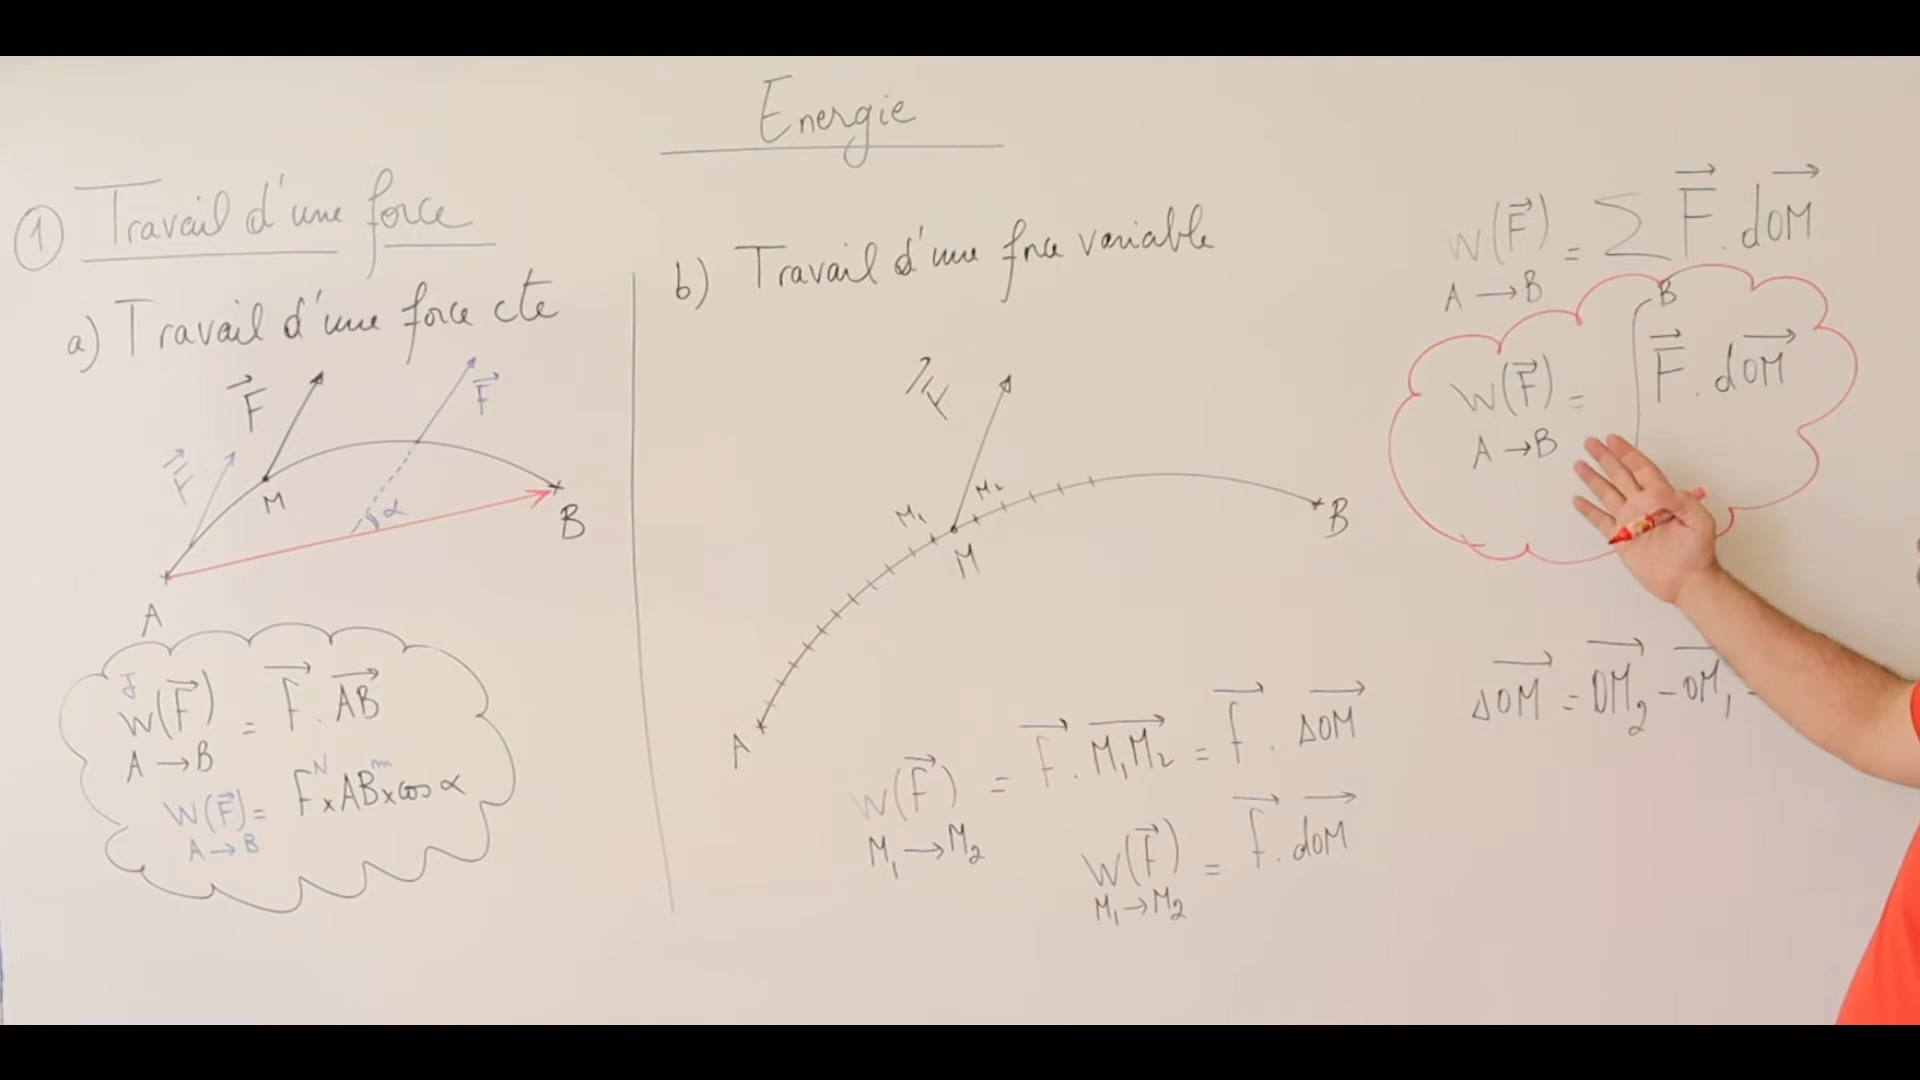 Energie
① Travail d'une force
a) Travail d'une force cte
F⃗
F⃗
F⃗
M
α
A
B
J
W(F⃗) = F⃗ . AB⃗
A → B
N m
W(F⃗) = F x AB x cos α
A → B
b) Travail d'une force variable
F⃗
M₁ M₂
M
A
B
W(F⃗) = F⃗ . M₁M₂⃗ = F⃗ . ΔOM⃗
M₁ → M₂
W(F⃗) = F⃗ . dOM⃗
M₁ → M₂
W(F⃗) = Σ F⃗ . dOM⃗
A → B
B
W(F⃗) = ∫ F⃗ . dOM⃗
A → B
ΔOM⃗ = OM₂⃗ - OM₁⃗ -